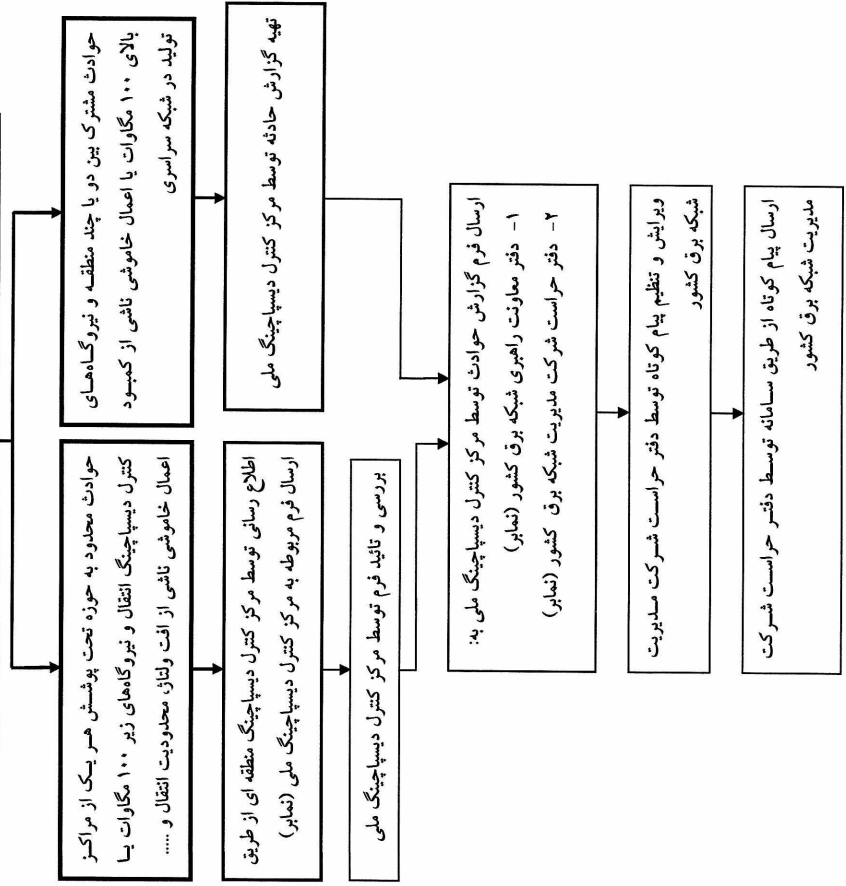 حوادث مشترک بین دو یا چند منطقه و نیروگاه‌های
بالای ۱۰۰ مگاوات یا اعمال خاموشی ناشی از کمبود
تولید در شبکه سراسری
تهیه گزارش حادثه توسط مرکز کنترل دیسپاچینگ ملی
حوادث محدود به حوزه تحت پوشش هر یک از مراکز
کنترل دیسپاچینگ انتقال و نیروگاه‌های زیر ۱۰۰ مگاوات یا
اعمال خاموشی ناشی از افت ولتاژ، محدودیت انتقال و .....
اطلاع رسانی توسط مرکز کنترل دیسپاچینگ منطقه ای از طریق
ارسال فرم مربوطه به مرکز کنترل دیسپاچینگ ملی (نمابر)
بررسی و تائید فرم توسط مرکز کنترل دیسپاچینگ ملی
ارسال فرم گزارش حوادث توسط مرکز کنترل دیسپاچینگ ملی به:
۱- دفتر معاونت راهبری شبکه برق کشور (نمابر)
۲- دفتر حراست شرکت مدیریت شبکه برق کشور (نمابر)
ویرایش و تنظیم پیام کوتاه توسط دفتر حراست شرکت مدیریت
شبکه برق کشور
ارسال پیام کوتاه از طریق سامانه توسط دفتر حراست شرکت
مدیریت شبکه برق کشور